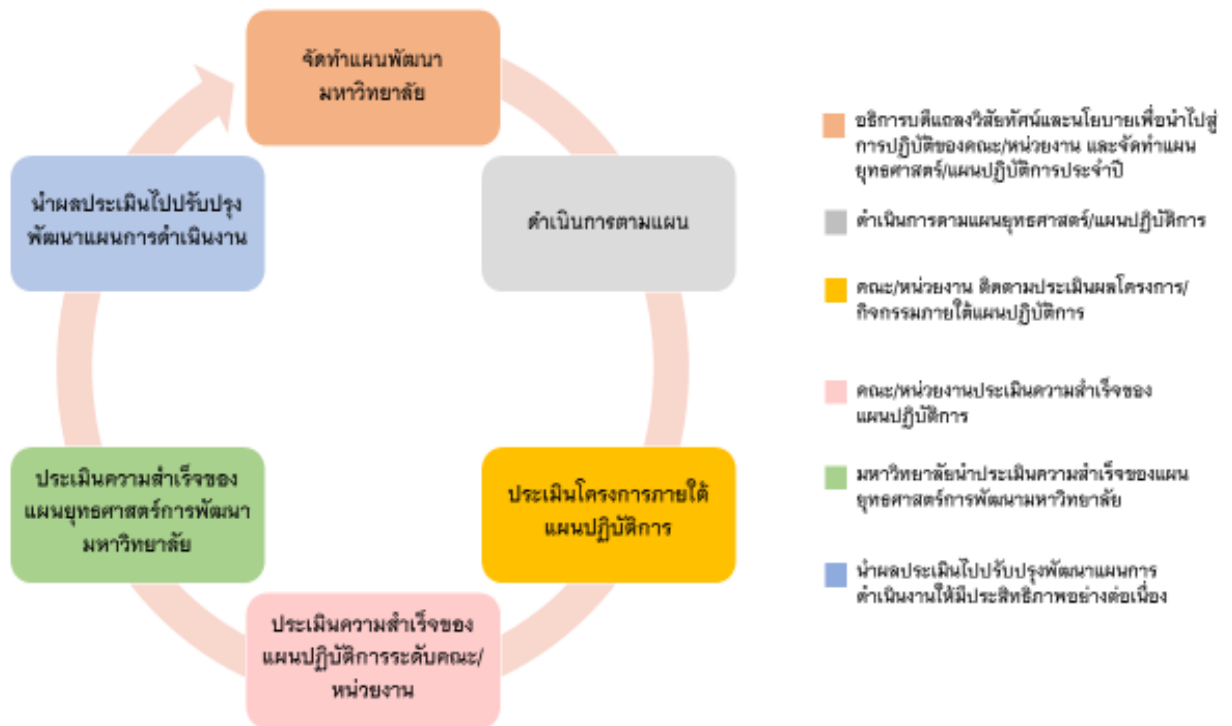 จัดทำแผนพัฒนา
มหาวิทยาลัย
ดำเนินการตามแผน
ประเมินโครงการภายใต้
แผนปฏิบัติการ
ประเมินความสำเร็จของ
แผนปฏิบัติการระดับคณะ/
หน่วยงาน
ประเมินความสำเร็จของ
แผนยุทธศาสตร์การพัฒนา
มหาวิทยาลัย
นำผลประเมินไปปรับปรุง
พัฒนาแผนการดำเนินงาน
อธิการบดีแถลงวิสัยทัศน์และนโยบายเพื่อนำไปสู่
การปฏิบัติของคณะ/หน่วยงาน และจัดทำแผน
ยุทธศาสตร์/แผนปฏิบัติการประจำปี
ดำเนินการตามแผนยุทธศาสตร์/แผนปฏิบัติการ
คณะ/หน่วยงาน ติดตามประเมินผลโครงการ/
กิจกรรมภายใต้แผนปฏิบัติการ
คณะ/หน่วยงานประเมินความสำเร็จของ
แผนปฏิบัติการ
มหาวิทยาลัยนำประเมินความสำเร็จของแผน
ยุทธศาสตร์การพัฒนามหาวิทยาลัย
นำผลประเมินไปปรับปรุงพัฒนาแผนการ
ดำเนินงานให้มีประสิทธิภาพอย่างต่อเนื่อง